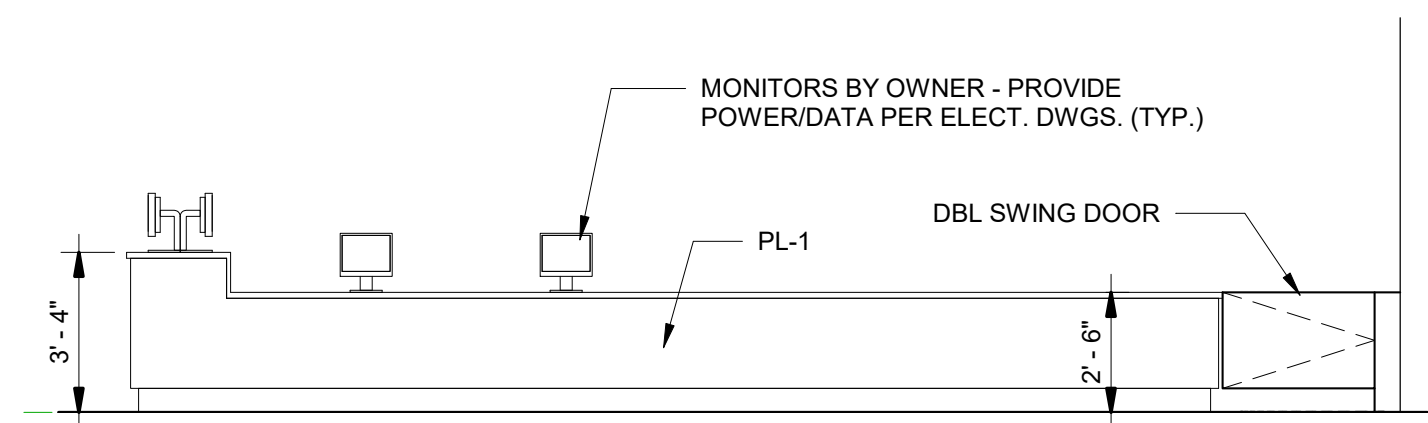 MONITORS BY OWNER - PROVIDE
POWER/DATA PER ELECT. DWGS. (TYP.)
DBL SWING DOOR
PL-1
3' - 4"
2' - 6"